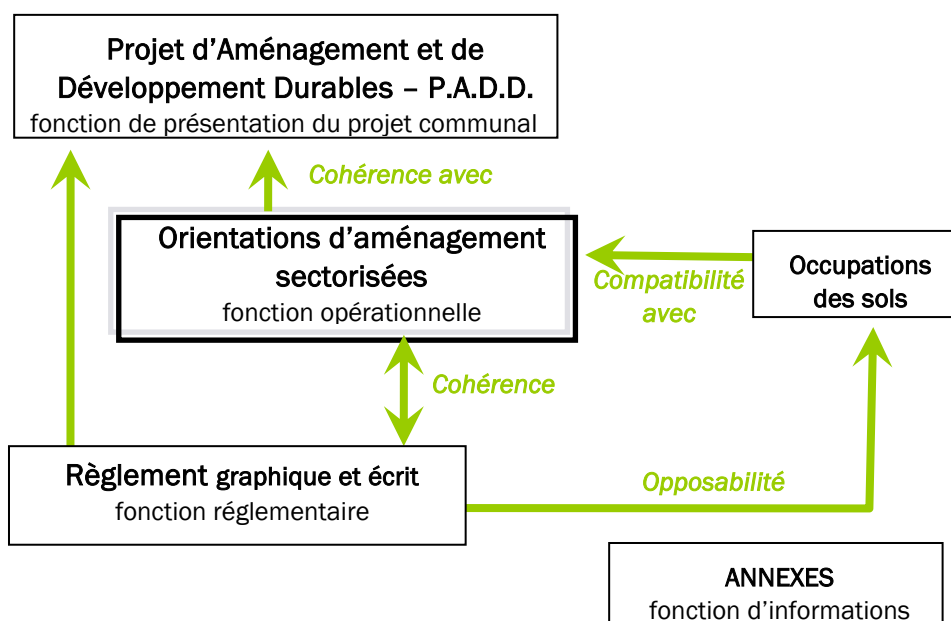 Projet d’Aménagement et de
Développement Durables – P.A.D.D.
fonction de présentation du projet communal
Cohérence avec
Orientations d’aménagement
sectorisées
fonction opérationnelle
Compatibilité
avec
Occupations
des sols
Cohérence
Règlement graphique et écrit
fonction réglementaire
Opposabilité
ANNEXES
fonction d’informations